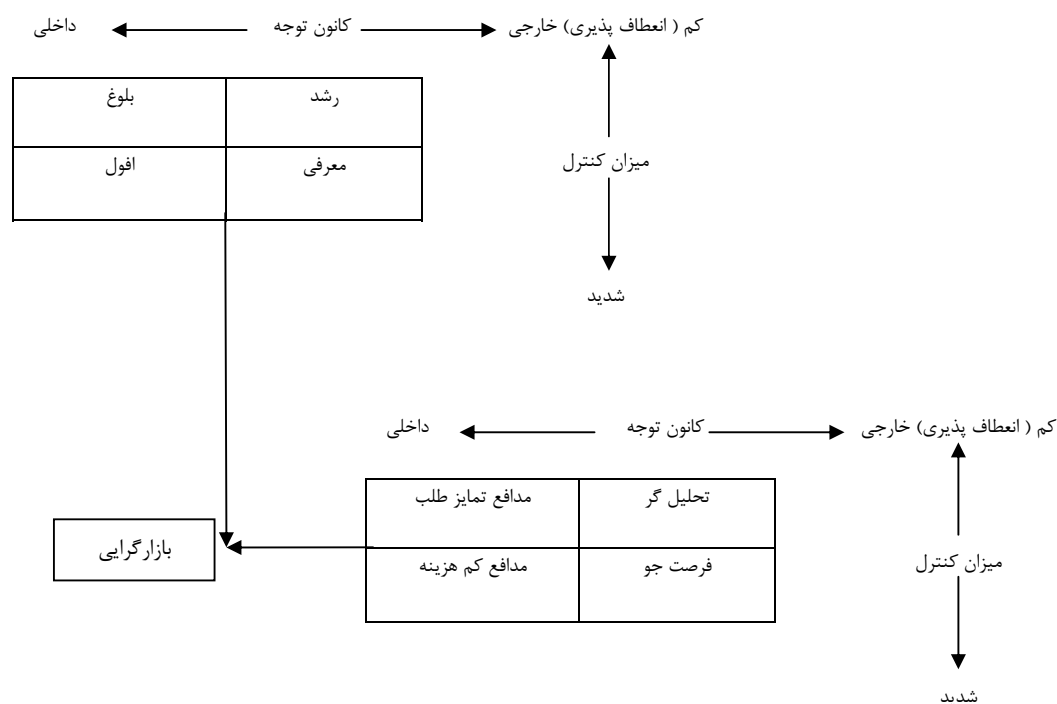 کم ( انعطاف پذیری) خارجی کانون توجه داخلی
رشد بلوغ
معرفی افول
میزان کنترل
شدید
کم ( انعطاف پذیری) خارجی کانون توجه داخلی
تحلیل گر مدافع تمایز طلب
فرصت جو مدافع کم هزینه
میزان کنترل
بازارگرایی
شدید